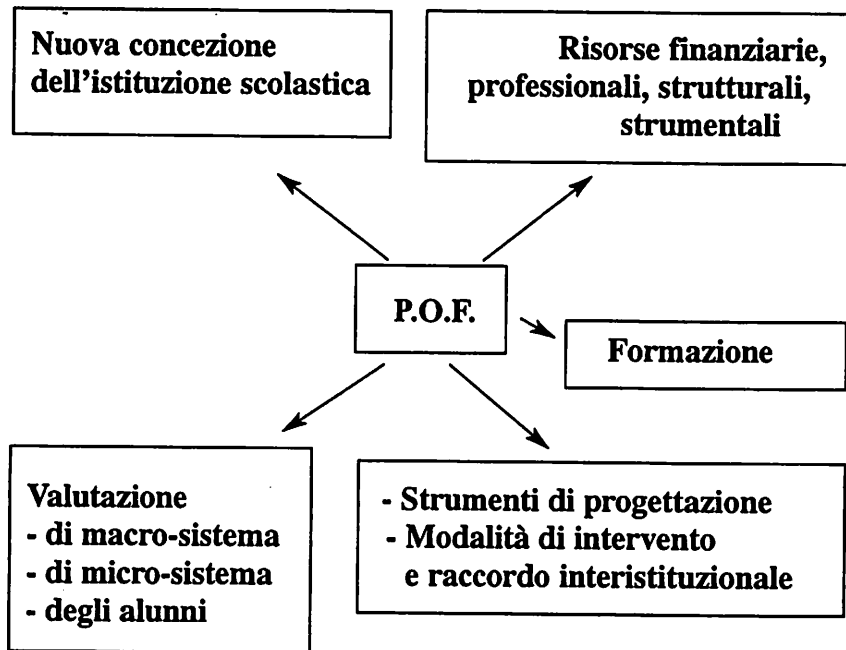 Nuova concezione
dell'istituzione scolastica
Risorse finanziarie,
professionali, strutturali,
strumentali
P.O.F.
Formazione
Valutazione
- di macro-sistema
- di micro-sistema
- degli alunni
- Strumenti di progettazione
- Modalità di intervento
e raccordo interistituzionale